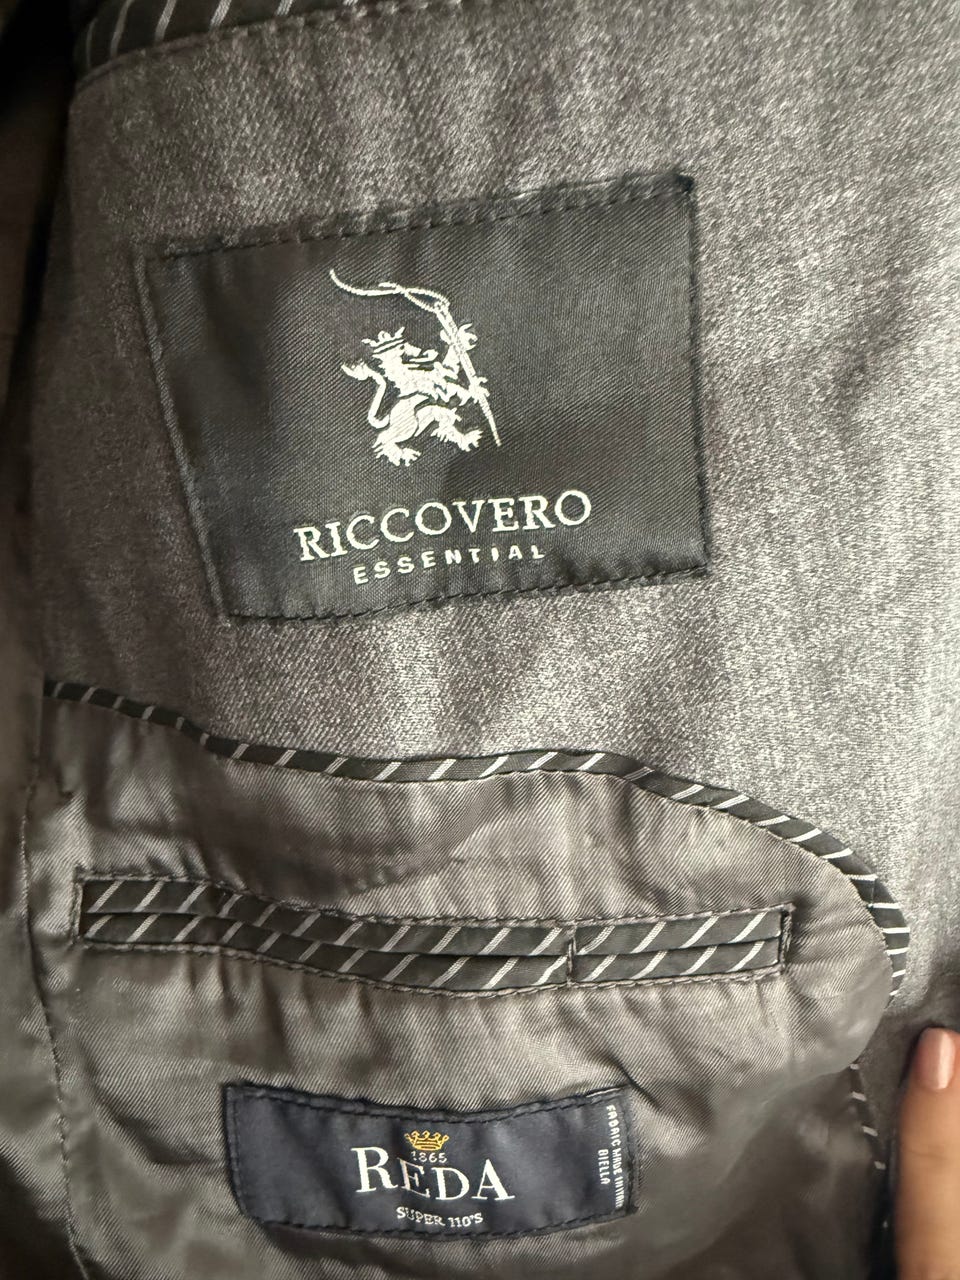 RICCOVERO
ESSENTIAL
1865
REDA
SUPER 110'S
FABRIC MADE IN ITALY
BIELLA